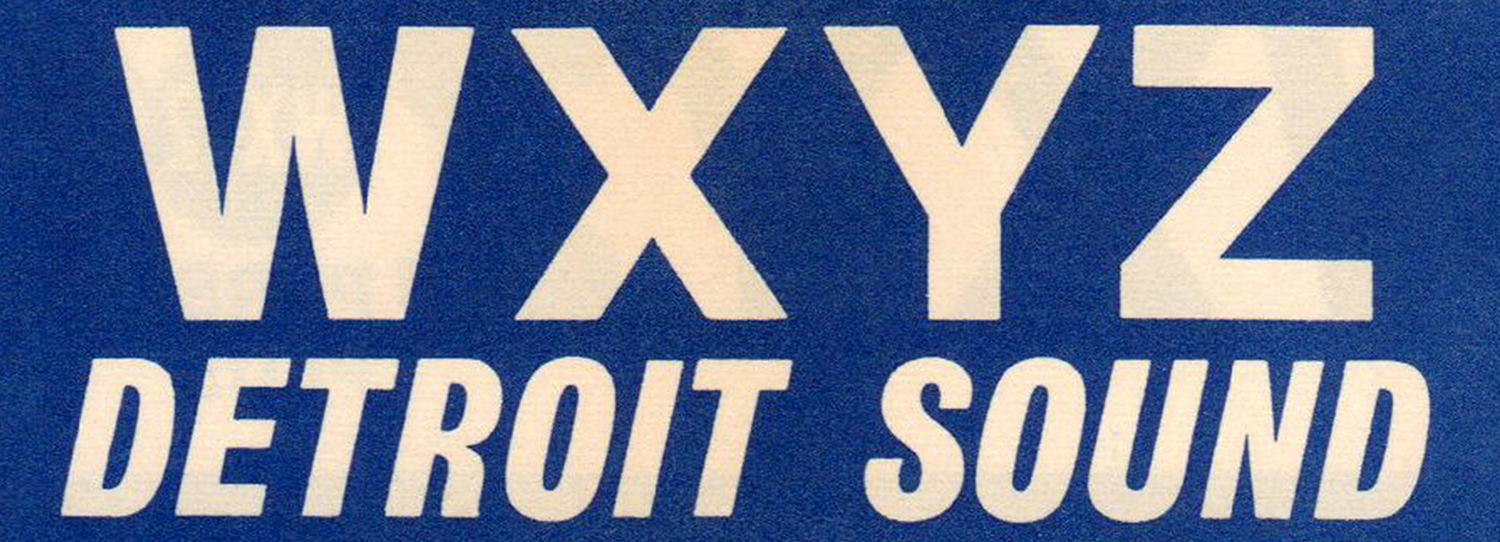 WXYZ
DETROIT SOUND